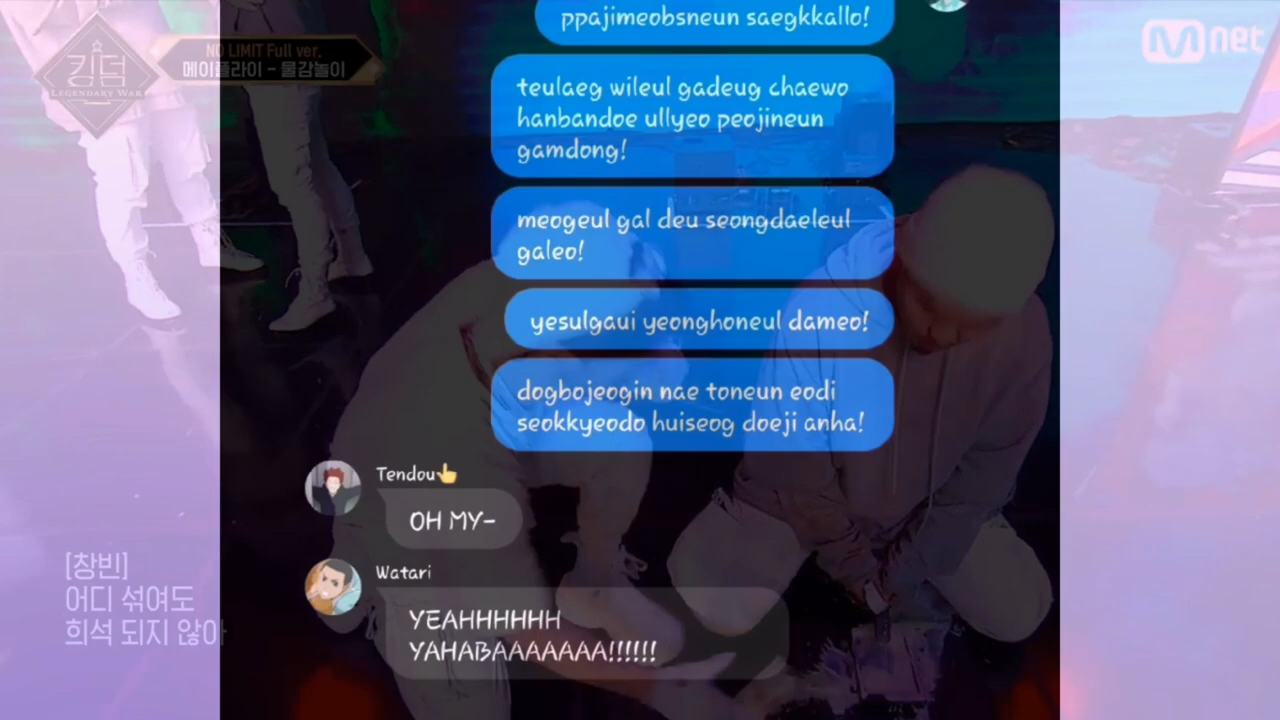 킹덤
LEGENDARY WAR
NO LIMIT Full ver.
메이플라이 - 물감놀이
Mnet
ppajimeobsneun saegkkallo!
teulaeg wileul gadeug chaewo
hanbandoe ullyeo peojineun
gamdong!
meogeul gal deu seongdaeleul
galeo!
yesulgaui yeonghoneul dameo!
dogbojeogin nae toneun eodi
seokkyeodo huiseog doeji anha!
Tendou👆
OH MY-
Watari
YEAHHHHHH
YAHABAAAAAAA!!!!!!
[창빈]
어디 섞여도
희석 되지 않아